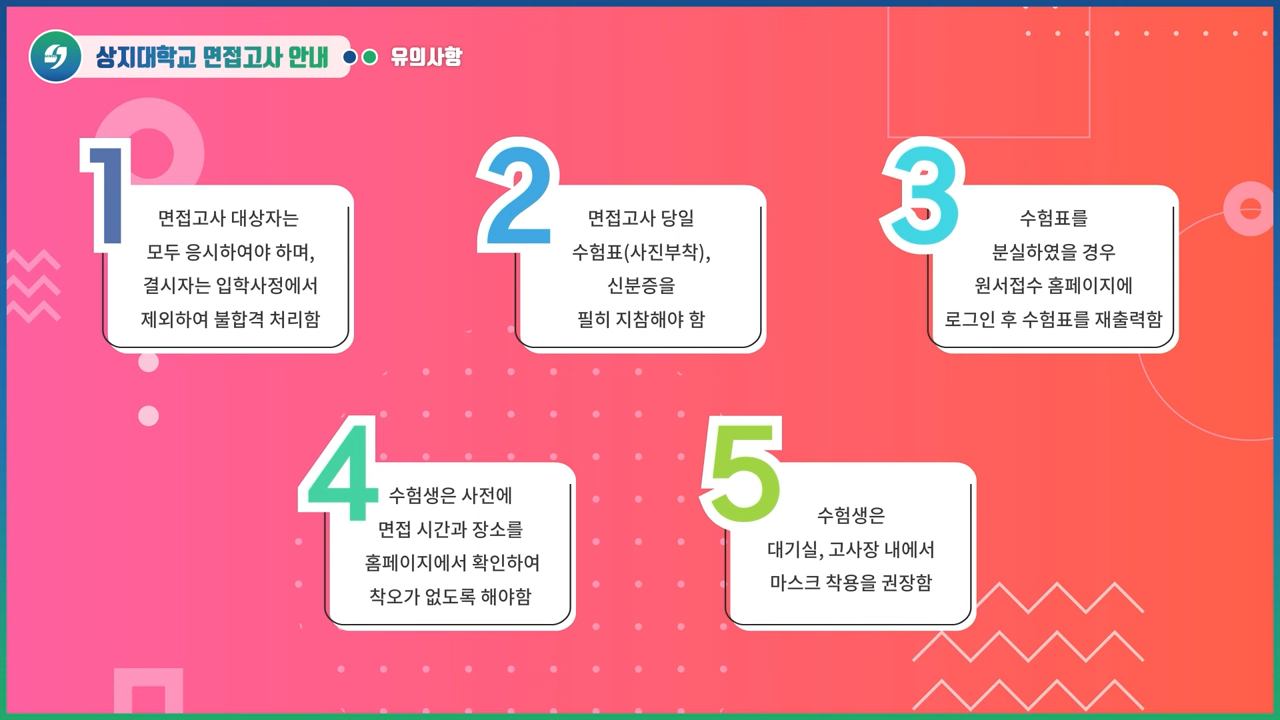 상지대학교 면접고사 안내
유의사항
1
면접고사 대상자는
모두 응시하여야 하며,
결시자는 입학사정에서
제외하여 불합격 처리함
2
면접고사 당일
수험표(사진부착),
신분증을
필히 지참해야 함
3
수험표를
분실하였을 경우
원서접수 홈페이지에
로그인 후 수험표를 재출력함
4
수험생은 사전에
면접 시간과 장소를
홈페이지에서 확인하여
착오가 없도록 해야함
5
수험생은
대기실, 고사장 내에서
마스크 착용을 권장함